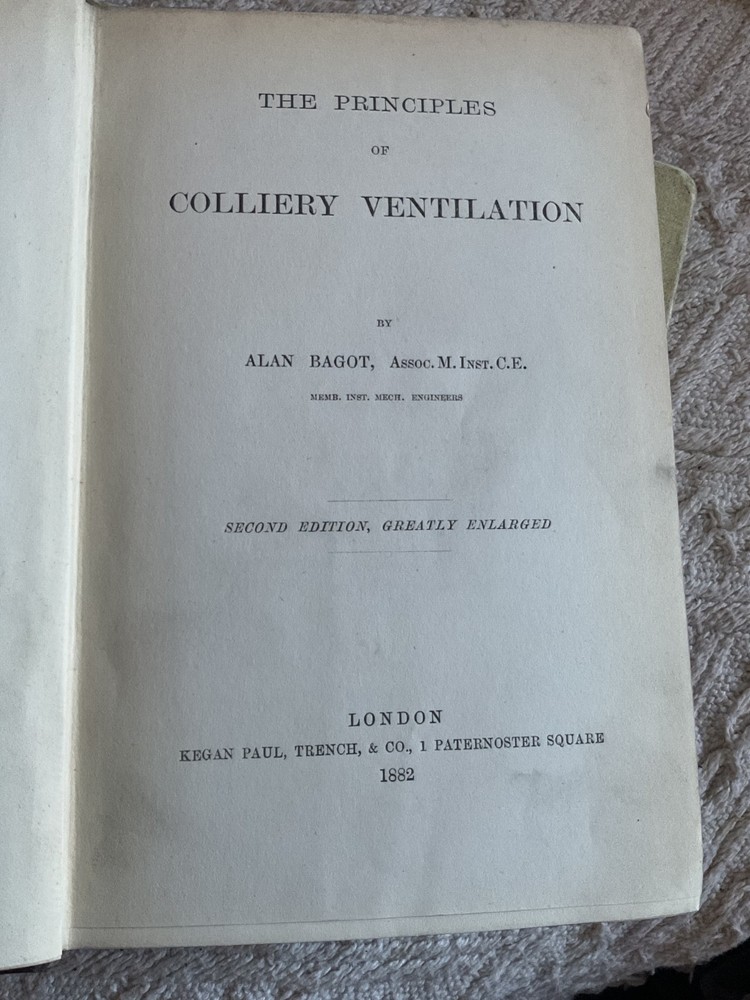 THE PRINCIPLES
OF
COLLIERY VENTILATION
BY
ALAN BAGOT, Assoc. M. Inst. C.E.
MEMB. INST. MECH. ENGINEERS
SECOND EDITION, GREATLY ENLARGED
LONDON
KEGAN PAUL, TRENCH, & CO., 1 PATERNOSTER SQUARE
1882